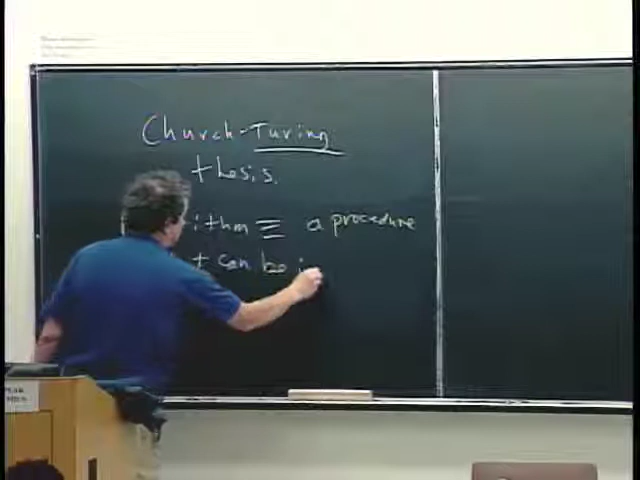 Church-Turing
thesis.
ithm ≡ a procedure
t can be i